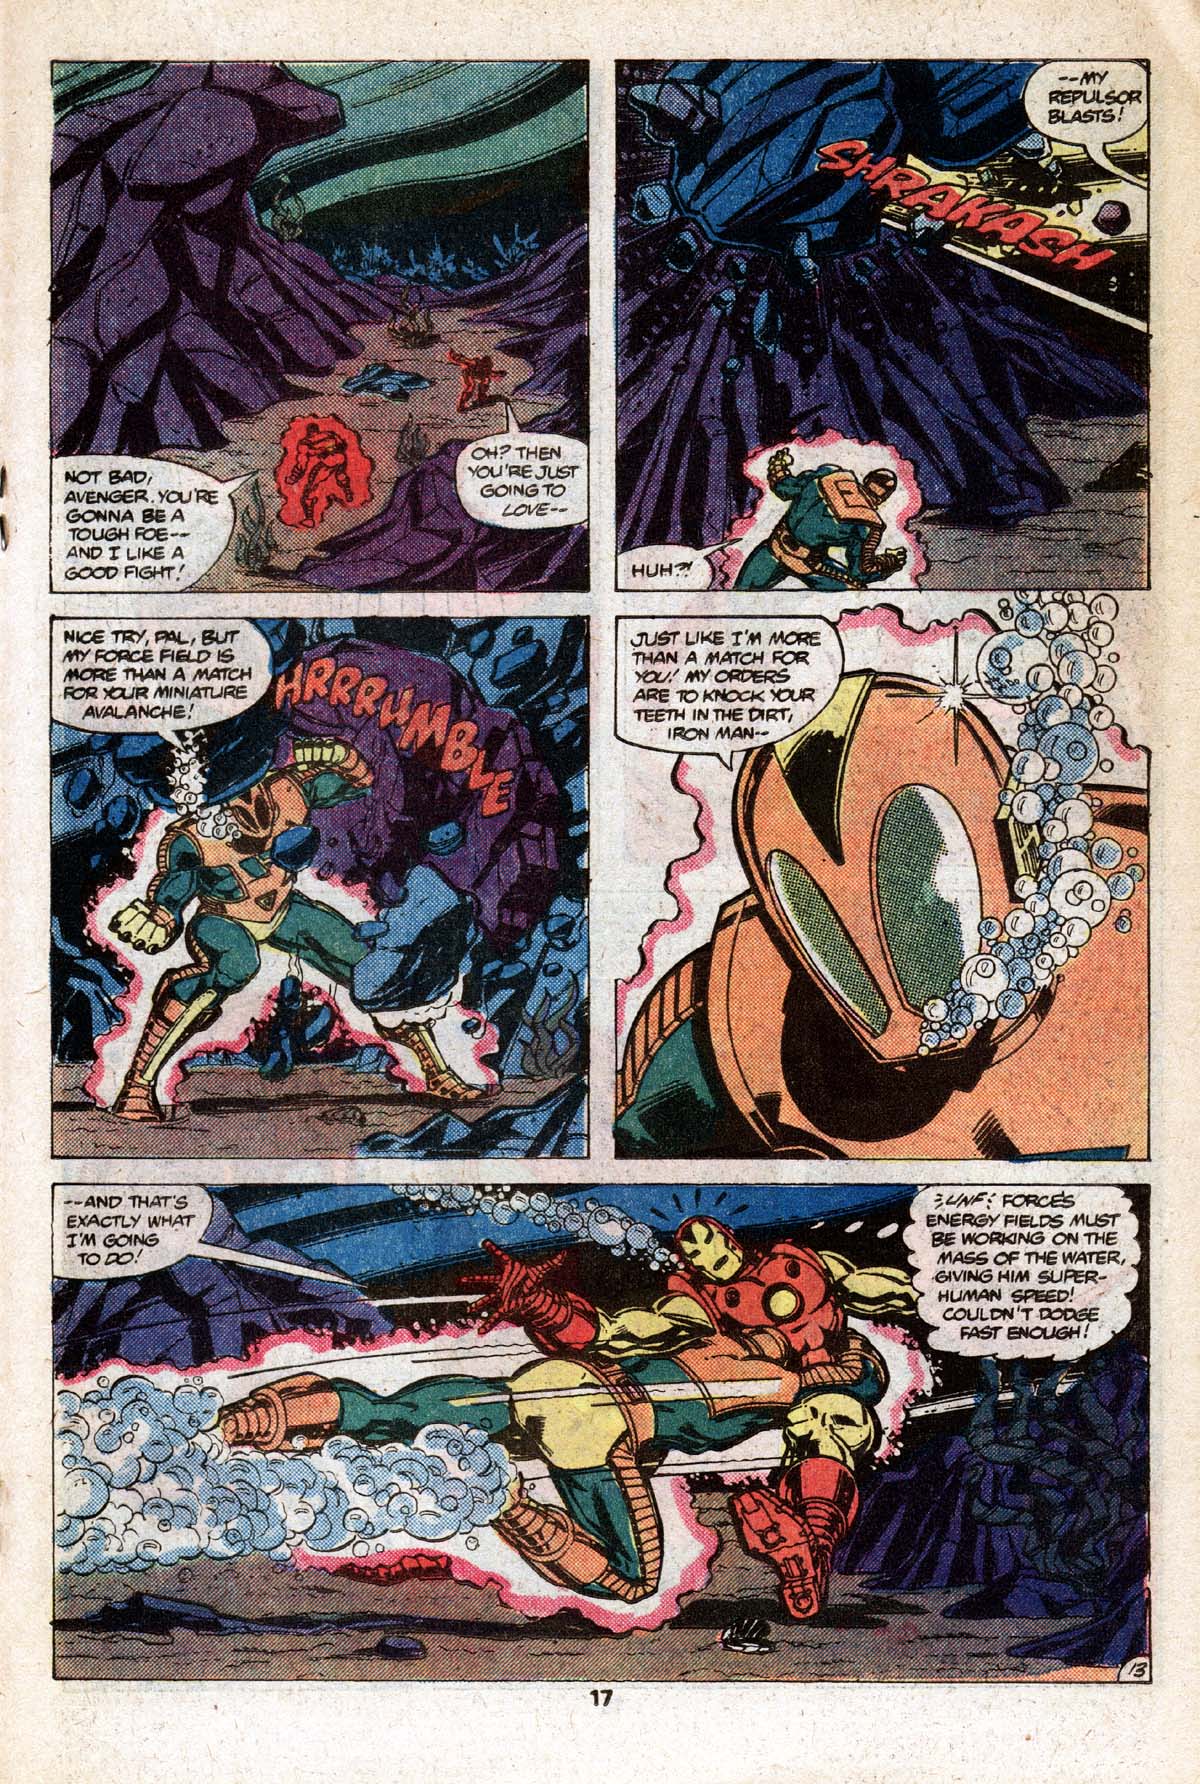 NOT BAD,
AVENGER. YOU'RE
GONNA BE A
TOUGH FOE--
AND I LIKE A
GOOD FIGHT!
OH? THEN
YOU'RE JUST
GOING TO
LOVE--
--MY
REPULSOR
BLASTS!
SHRAKASH
HUH?!
NICE TRY, PAL, BUT
MY FORCE FIELD IS
MORE THAN A MATCH
FOR YOUR MINIATURE
AVALANCHE!
HRRRRUMBLE
JUST LIKE I'M MORE
THAN A MATCH FOR
YOU! MY ORDERS
ARE TO KNOCK YOUR
TEETH IN THE DIRT,
IRON MAN--
--AND THAT'S
EXACTLY WHAT
I'M GOING
TO DO!
UNF! FORCE'S
ENERGY FIELDS MUST
BE WORKING ON THE
MASS OF THE WATER,
GIVING HIM SUPER-
HUMAN SPEED!
COULDN'T DODGE
FAST ENOUGH!
13
17